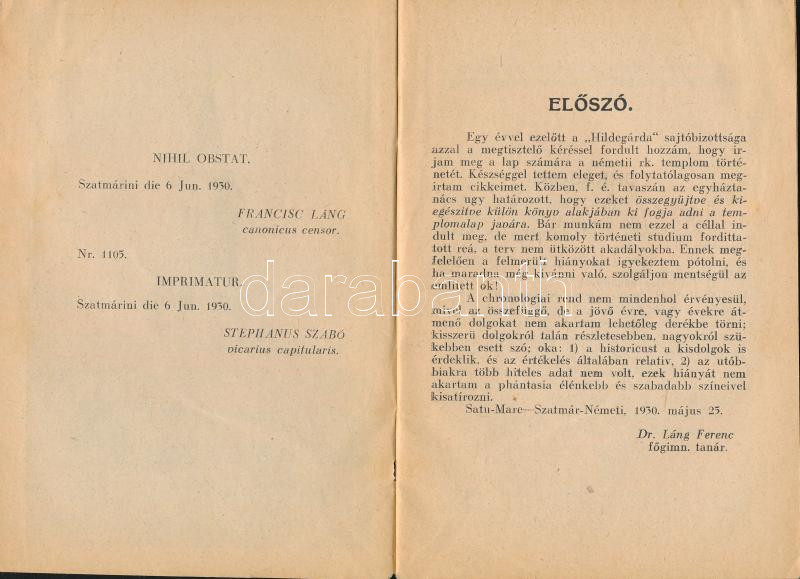 NIHIL OBSTAT.
Szatmárini die 6 Jun. 1930.
FRANCISC LÁNG
canonicus censor.
Nr. 1105.
IMPRIMATUR.
Szatmárini die 6 Jun. 1930.
STEPHANUS SZABÓ
vicarius capitularis.
ELŐSZÓ.
Egy évvel ezelőtt a „Hildegárda" sajtóbizottsága
azzal a megtisztelő kéréssel fordult hozzám, hogy ir-
jam meg a lap számára a németii rk. templom törté-
netét. Készséggel tettem eleget, és folytatólagosan meg-
irtam cikkeimet. Közben, f. é. tavaszán az egyházta-
nács ugy határozott, hogy ezeket összegyüjtve és ki-
egészitve külön könyv alakjában ki fogja adni a tem-
plomalap javára. Bár munkám nem ezzel a céllal in-
dult meg, de mert komoly történeti studium forditta-
tott reá, a terv nem ütközött akadályokba. Ennek meg-
felelően a felmerült hiányokat igyekeztem pótolni, és
ha maradna még kivánni való, szolgáljon mentségül az
emlitett ok!
A chronologiai rend nem mindenhol érvényesül,
mivel az összefüggő, de a jövő évre, vagy évekre át-
menő dolgokat nem akartam lehetőleg derékbe törni;
kisszerü dolgokról talán részletesebben, nagyokról szü-
kebben esett szó; oka: 1) a historicust a kisdolgok is
érdeklik, és az értékelés általában relativ, 2) az utób-
biakra több hiteles adat nem volt, ezek hiányát nem
akartam a phántasia élénkebb és szabadabb színeivel
kisatírozni.
Satu-Mare—Szatmár-Németi, 1930. május 25.
Dr. Láng Ferenc
főgimn. tanár.
darabanth